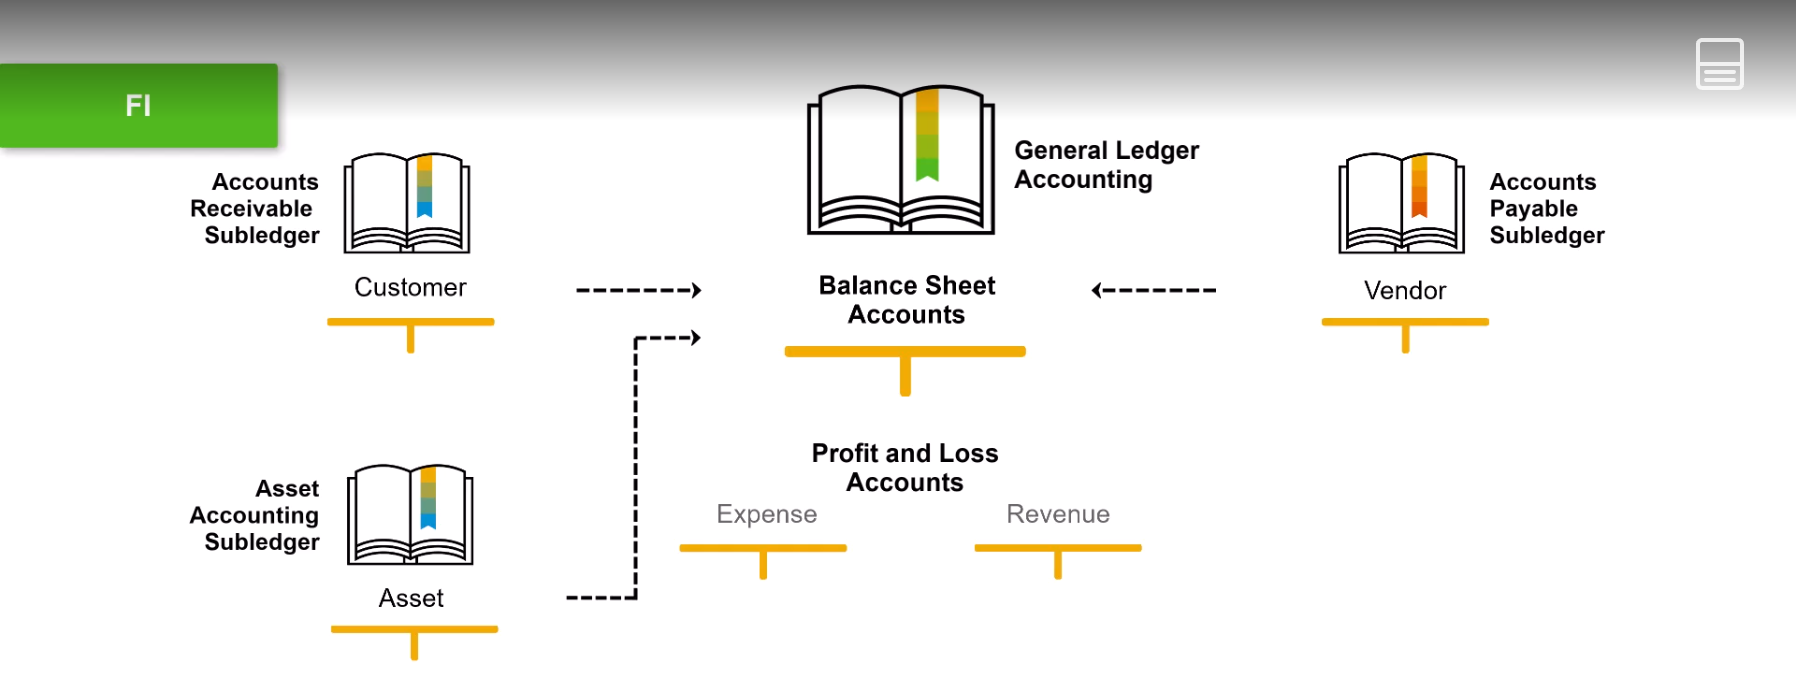 FI
Accounts
Receivable
Subledger
Customer
General Ledger
Accounting
Balance Sheet
Accounts
Accounts
Payable
Subledger
Vendor
Asset
Accounting
Subledger
Asset
Profit and Loss
Accounts
Expense
Revenue